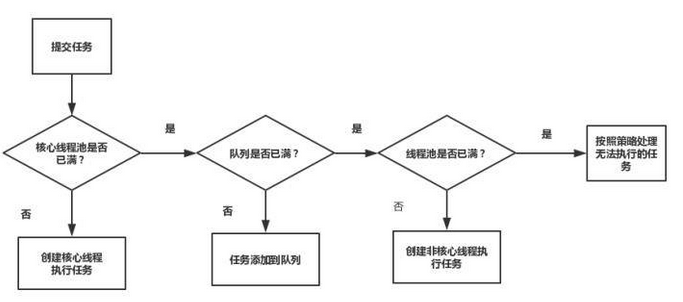 提交任务
核心线程池是否
已满？
是
队列是否已满？
是
线程池是否已满？
是
按照策略处理
无法执行的任
务
否
创建核心线程
执行任务
否
任务添加到队列
否
创建非核心线程执
行任务